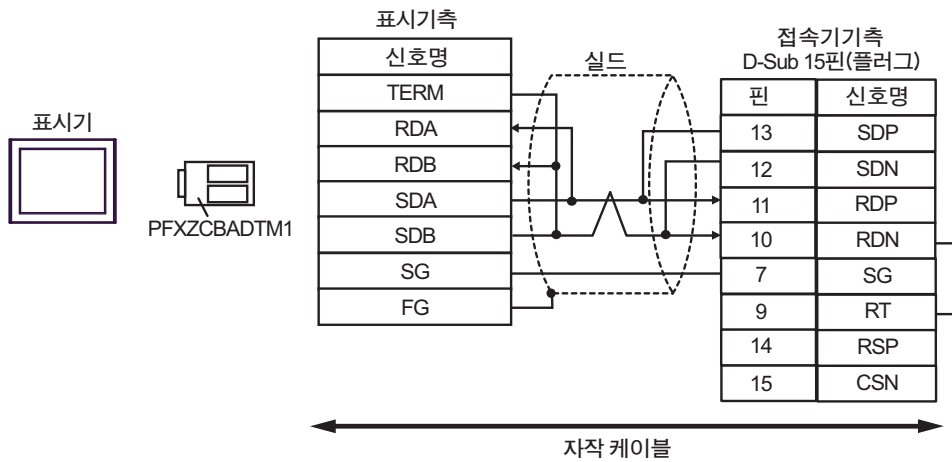 표시기
PFXZCBADTM1
표시기측
신호명
TERM
RDA
RDB
SDA
SDB
SG
FG
실드
접속기기측
D-Sub 15핀(플러그)
핀 신호명
13 SDP
12 SDN
11 RDP
10 RDN
7 SG
9 RT
14 RSP
15 CSN
자작 케이블